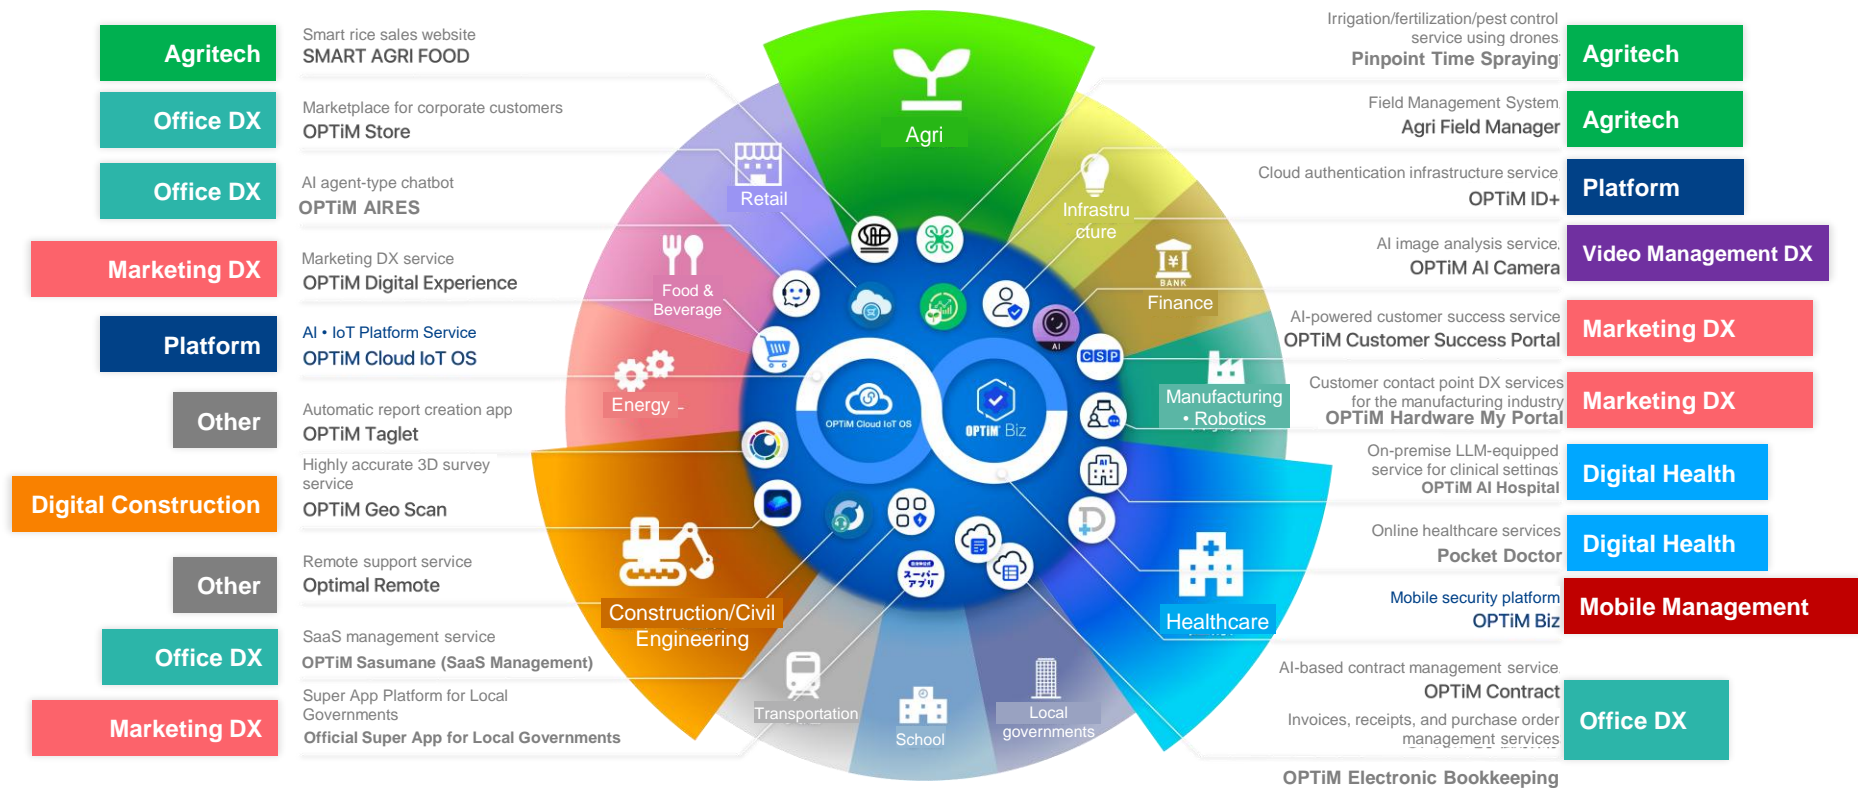 Agritech
Smart rice sales website
SMART AGRI FOOD
Office DX
Marketplace for corporate customers
OPTiM Store
Office DX
AI agent-type chatbot
OPTiM AIRES
Marketing DX
Marketing DX service
OPTiM Digital Experience
Platform
AI • IoT Platform Service
OPTiM Cloud IoT OS
Other
Automatic report creation app
OPTiM Taglet
Digital Construction
Highly accurate 3D survey
service
OPTiM Geo Scan
Other
Remote support service
Optimal Remote
Office DX
SaaS management service
OPTiM Sasumane (SaaS Management)
Marketing DX
Super App Platform for Local
Governments
Official Super App for Local Governments
Agri
Retail
Infrastru
cture
Food &
Beverage
BANK
Finance
Energy
Manufacturing
• Robotics
Construction/Civil
Engineering
Healthcare
Transportation
School
Local
governments
AI
CSP
OPTiM Cloud IoT OS
OPTiM Biz
AI
スーパー
アプリ
Irrigation/fertilization/pest control
service using drones
Pinpoint Time Spraying
Agritech
Field Management System
Agri Field Manager
Agritech
Cloud authentication infrastructure service
OPTiM ID+
Platform
AI image analysis service
OPTiM AI Camera
Video Management DX
AI-powered customer success service
OPTiM Customer Success Portal
Marketing DX
Customer contact point DX services
for the manufacturing industry
OPTiM Hardware My Portal
Marketing DX
On-premise LLM-equipped
service for clinical settings
OPTiM AI Hospital
Digital Health
Online healthcare services
Pocket Doctor
Digital Health
Mobile security platform
OPTiM Biz
Mobile Management
AI-based contract management service
OPTiM Contract
Invoices, receipts, and purchase order
management services
OPTiM Electronic Bookkeeping
Office DX